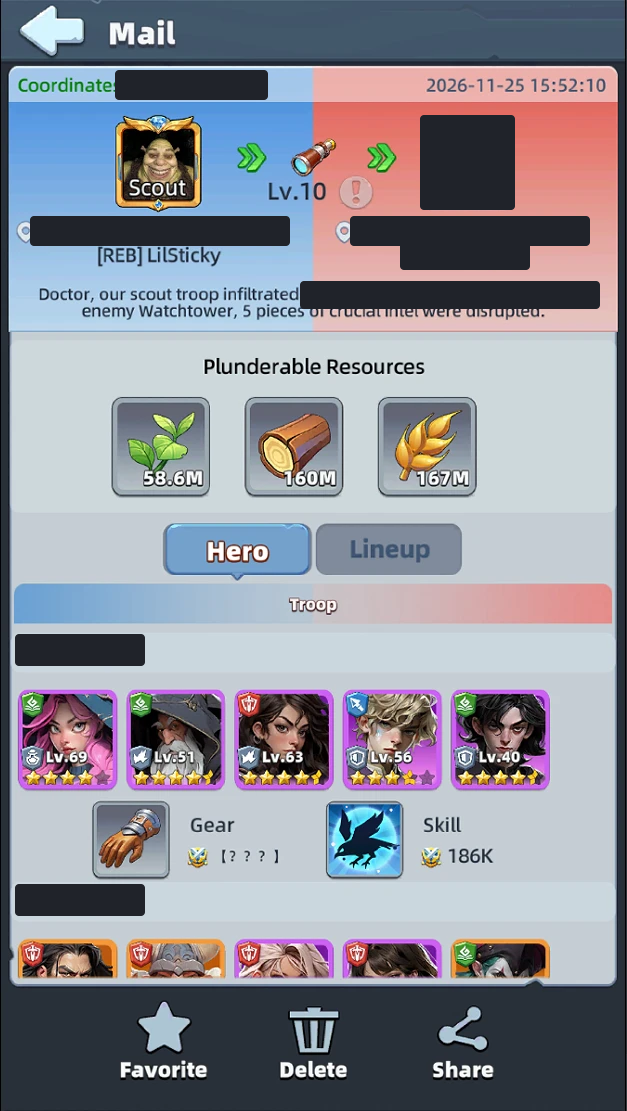 Mail
Coordinates
2026-11-25 15:52:10
Scout
Lv.10
[REB] LilSticky
Doctor, our scout troop infiltrated
enemy Watchtower, 5 pieces of crucial intel were disrupted.
Plunderable Resources
58.6M 160M 167M
Hero Lineup
Troop
Lv.69 Lv.51 Lv.63 Lv.56 Lv.40
Gear Skill
【? ? ?】 186K
Favorite Delete Share